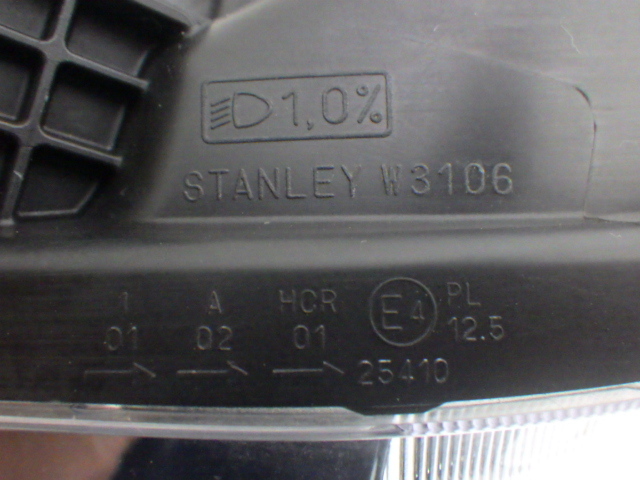 1,0%
STANLEY W3106
1 A HCR E4 PL
01 02 01 12.5
25410